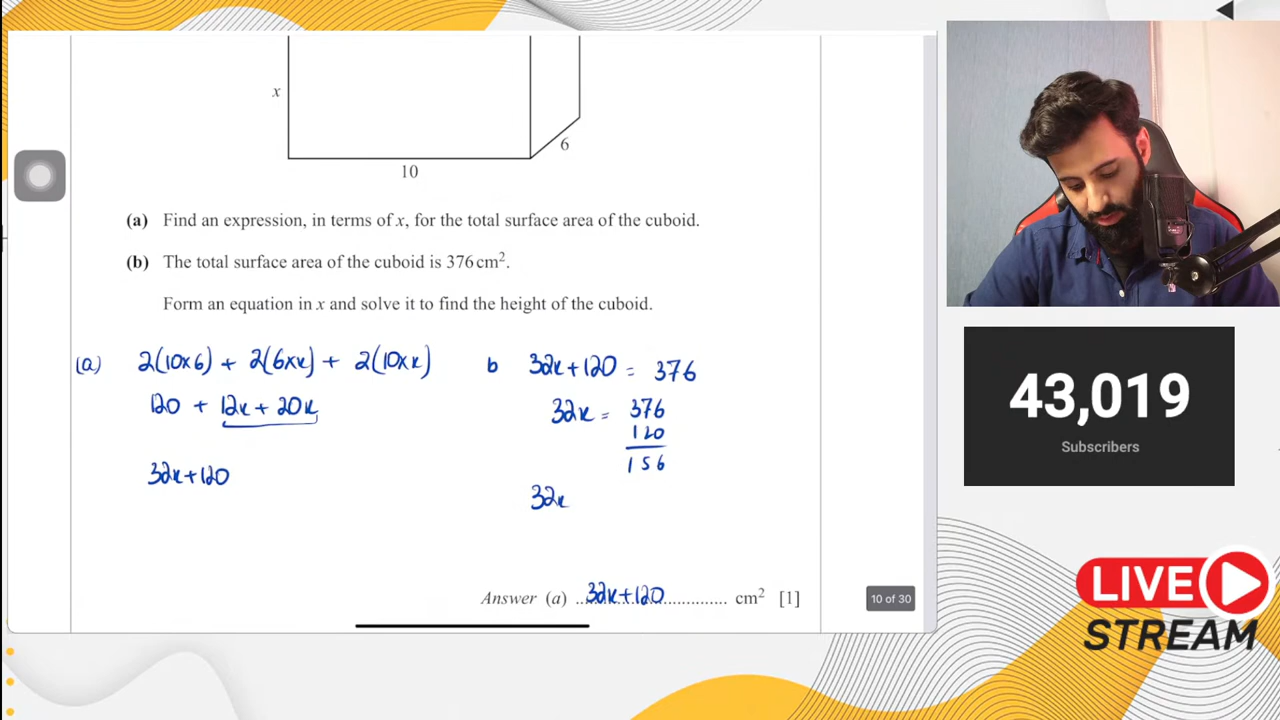 x
6
10
(a) Find an expression, in terms of x, for the total surface area of the cuboid.
(b) The total surface area of the cuboid is 376 cm².
Form an equation in x and solve it to find the height of the cuboid.
(a) 2(10×6) + 2(6×x) + 2(10×x)
120 + 12x + 20x
32x+120
b 32x+120 = 376
32x = 376
120
156
32x
Answer (a) ...32x+120............... cm² [1]
10 of 30
43,019
Subscribers
LIVE
STREAM